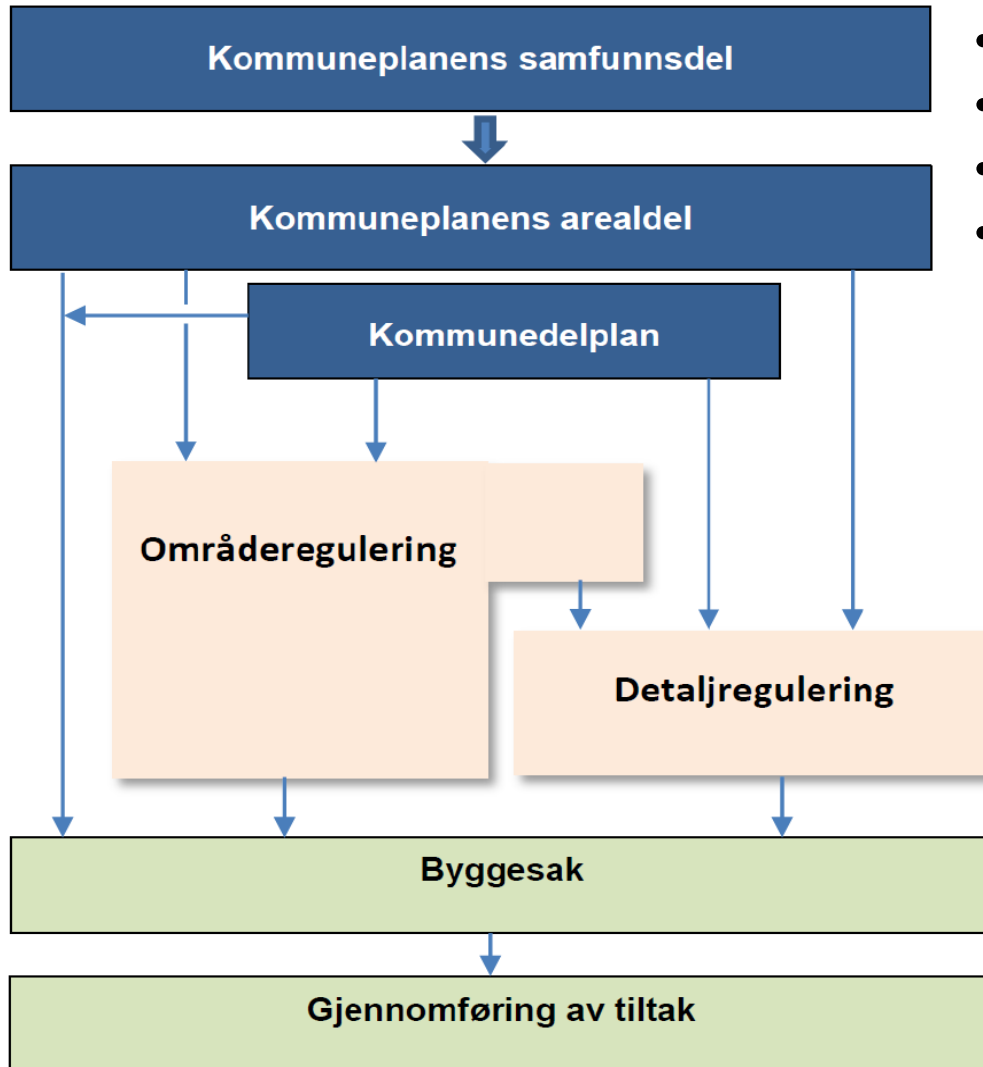 Kommuneplanens samfunnsdel
Kommuneplanens arealdel
Kommunedelplan
Områderegulering
Detaljregulering
Byggesak
Gjennomføring av tiltak